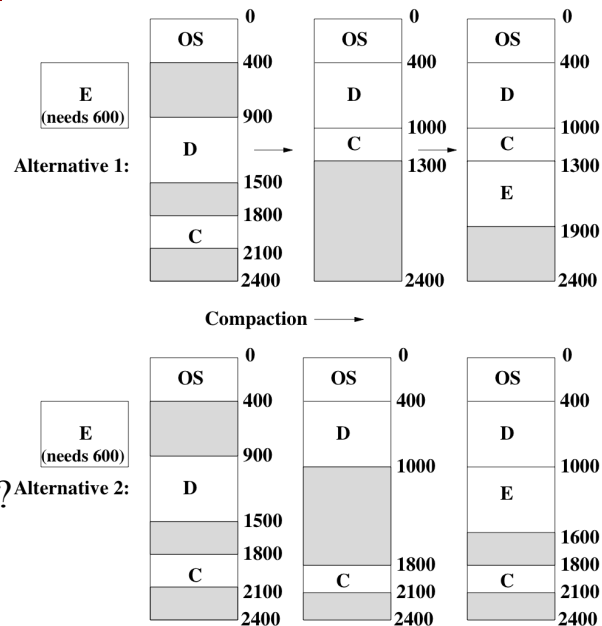 0 0 0
OS OS OS
400 400 400
E
(needs 600)
D D
900
1000 1000
D C C
Alternative 1:
1300 1300
1500
E
1800
1900
C
2100
2400 2400 2400
Compaction
0 0 0
OS OS OS
400 400 400
E
(needs 600)
D D
900
1000 1000
? Alternative 2:
D E
1500
1600
1800 1800 1800
C C C
2100 2100 2100
2400 2400 2400